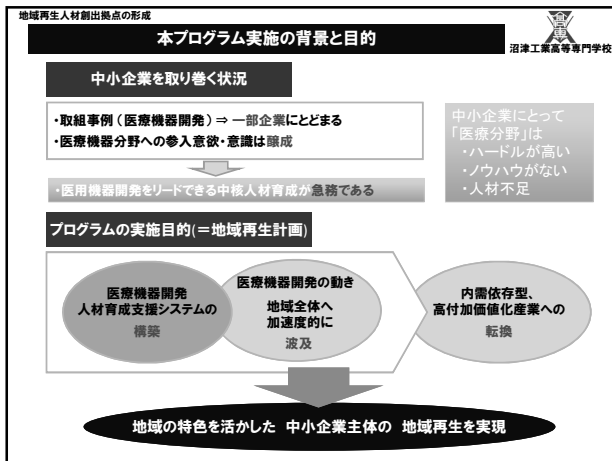 地域再生人材創出拠点の形成
本プログラム実施の背景と目的
沼津工業高等専門学校
中小企業を取り巻く状況
・取組事例（医療機器開発）⇒ 一部企業にとどまる
・医療機器分野への参入意欲・意識は醸成
中小企業にとって
「医療分野」は
・ハードルが高い
・ノウハウがない
・人材不足
・医用機器開発をリードできる中核人材育成が急務である
プログラムの実施目的(＝地域再生計画)
医療機器開発
人材育成支援システムの
構築
医療機器開発の動き
地域全体へ
加速度的に
波及
内需依存型、
高付加価値化産業への
転換
地域の特色を活かした 中小企業主体の 地域再生を実現